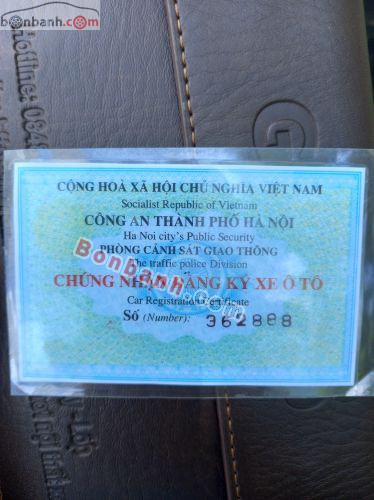 bonbanh.com
Hotline: 084
CỘNG HOÀ XÃ HỘI CHỦ NGHĨA VIỆT NAM
Socialist Republic of Vietnam
CÔNG AN THÀNH PHỐ HÀ NỘI
Ha Noi city's Public Security
PHÒNG CẢNH SÁT GIAO THÔNG
The traffic police Division
CHỨNG NHẬN ĐĂNG KÝ XE Ô TÔ
Car Registration certificate
Số (Number): 362888
Bonbanh.com